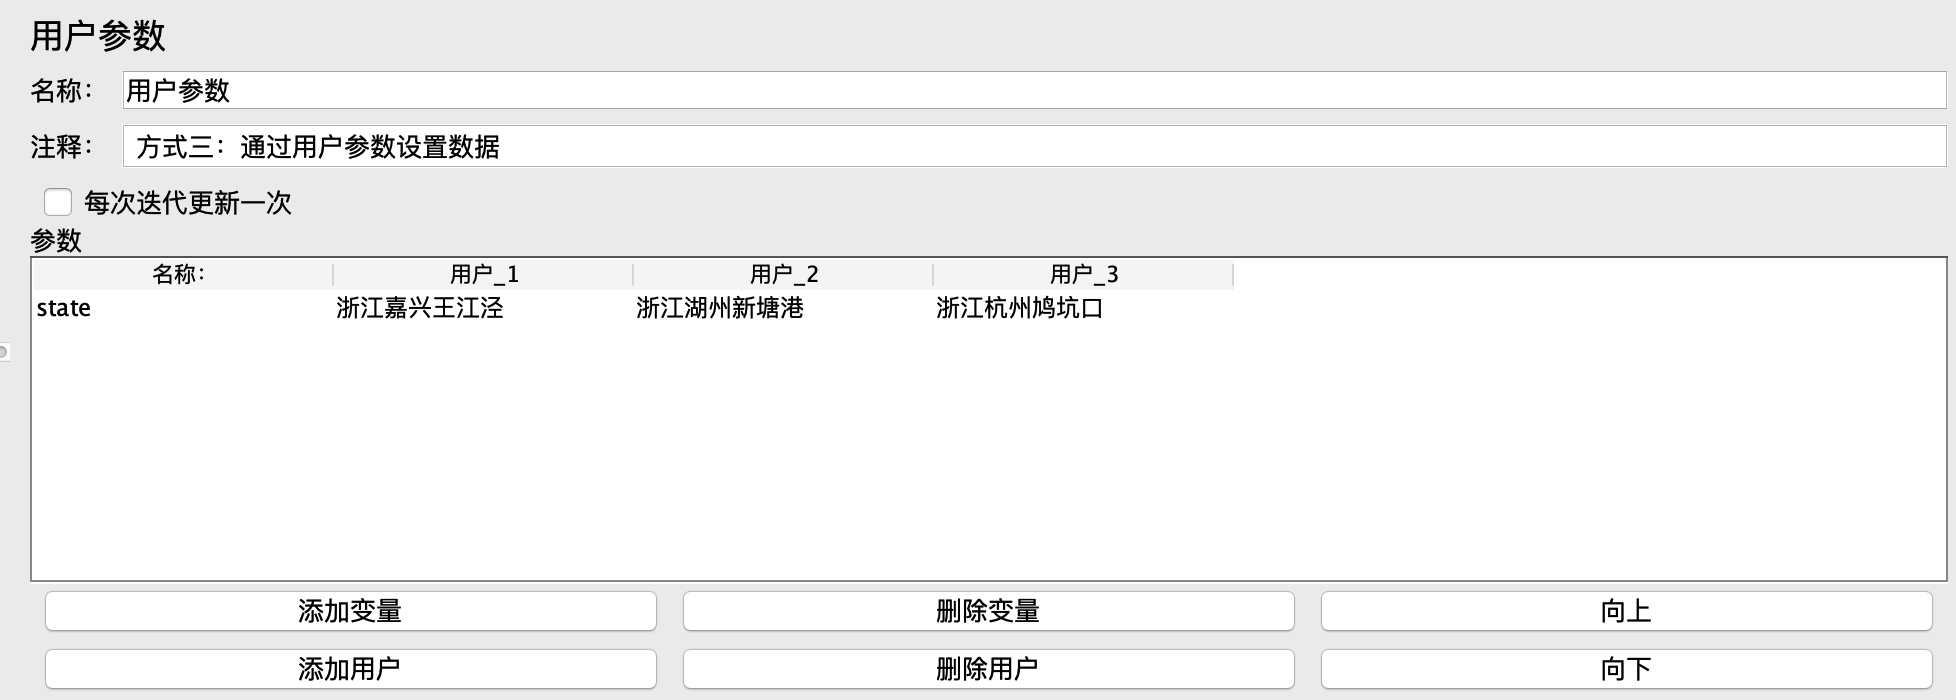 用户参数
名称： 用户参数
注释： 方式三：通过用户参数设置数据
每次迭代更新一次
参数
名称： 用户_1 用户_2 用户_3
state 浙江嘉兴王江泾 浙江湖州新塘港 浙江杭州鸠坑口
添加变量 删除变量 向上
添加用户 删除用户 向下